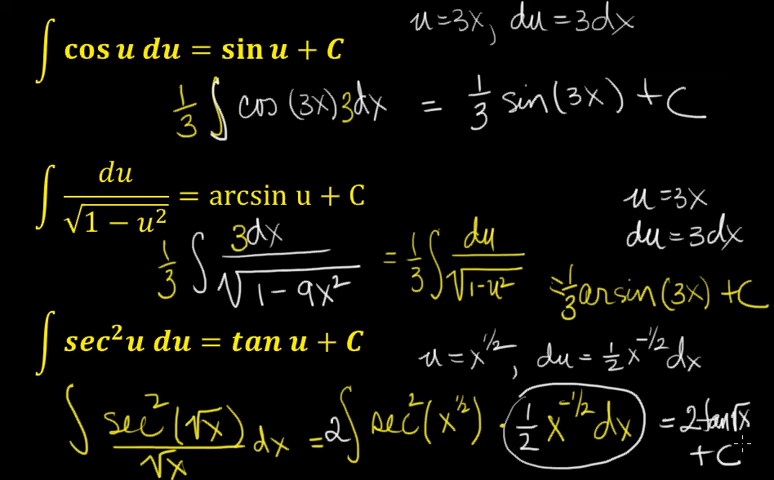 ∫ cos u du = sin u + C
u = 3x, du = 3dx
1/3 ∫ cos (3x) 3dx = 1/3 sin(3x) + C
∫ du/√(1 − u²) = arcsin u + C
u = 3x
du = 3dx
1/3 ∫ 3dx/√(1 − 9x²) = 1/3 ∫ du/√(1−u²) = 1/3 arsin(3x) + C
∫ sec²u du = tan u + C
u = x^(1/2), du = 1/2 x^(−1/2) dx
∫ sec²(√x)/√x dx = 2∫ sec²(x^(1/2)) · 1/2 x^(−1/2) dx = 2 tan√x
+ C